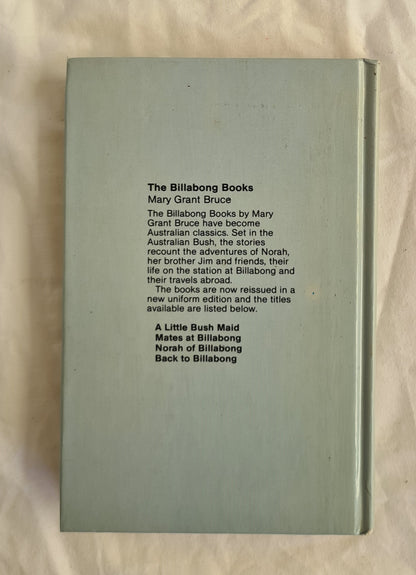 The Billabong Books
Mary Grant Bruce
The Billabong Books by Mary
Grant Bruce have become
Australian classics. Set in the
Australian Bush, the stories
recount the adventures of Norah,
her brother Jim and friends, their
life on the station at Billabong and
their travels abroad.
The books are now reissued in a
new uniform edition and the titles
available are listed below.
A Little Bush Maid
Mates at Billabong
Norah of Billabong
Back to Billabong